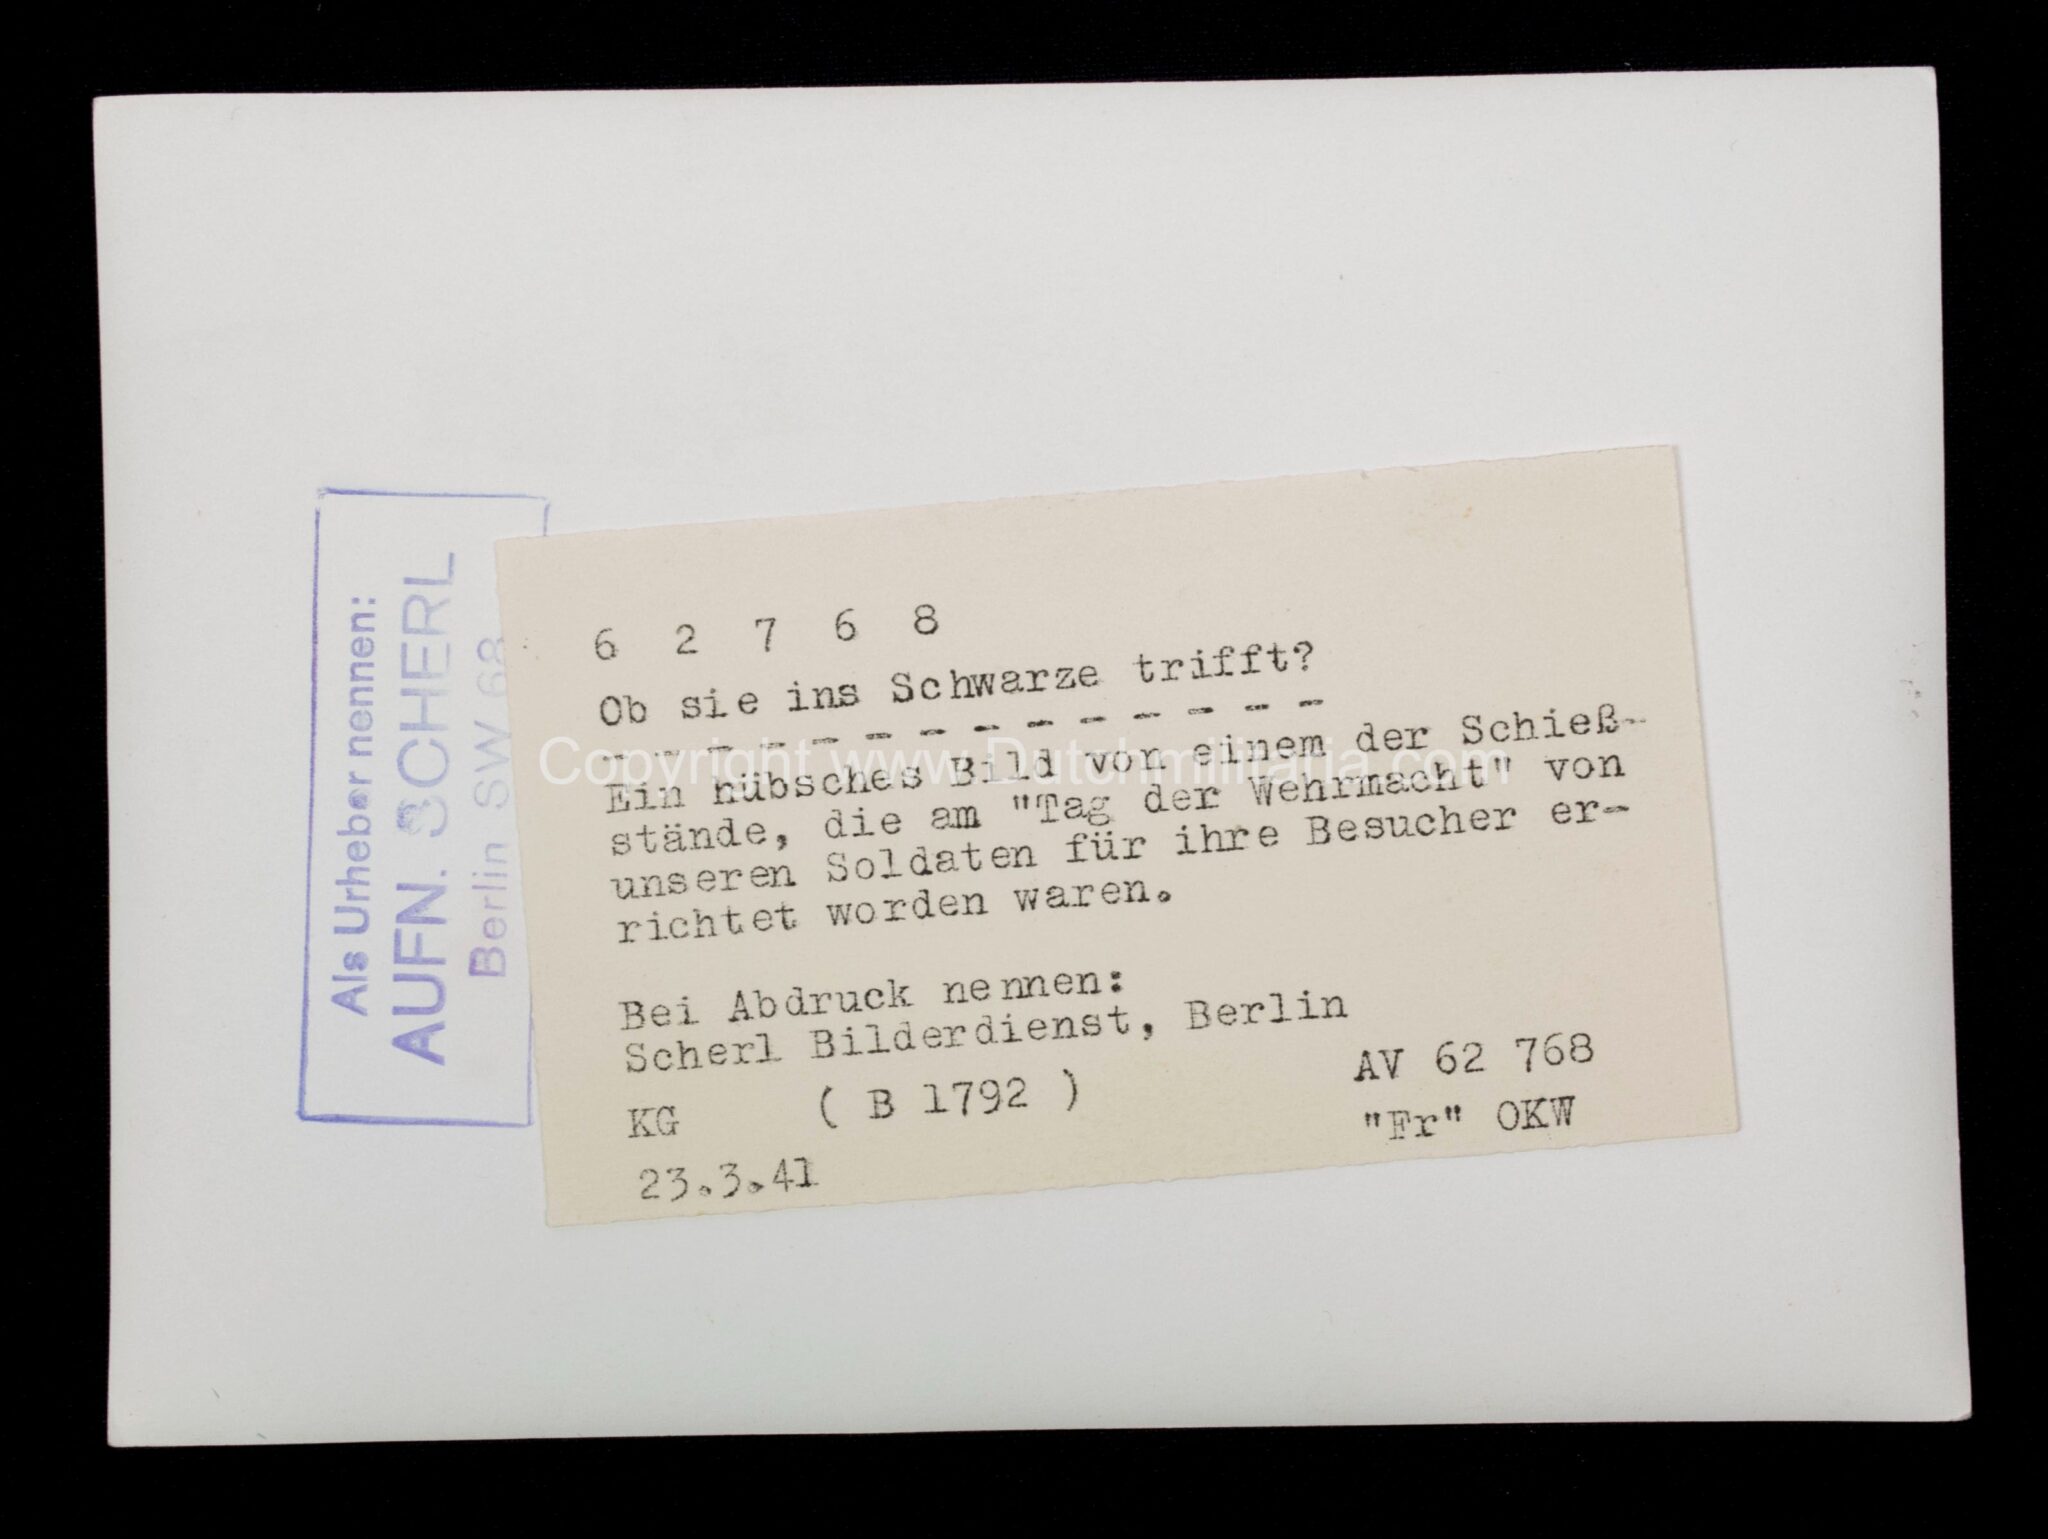 Als Urheber nennen:
AUFN. SCHERL
Berlin SW 68
6 2 7 6 8
Ob sie ins Schwarze trifft?
- - - - - - - - - - - - - -
Ein hübsches Bild von einem der Schieß-
stände, die am "Tag der Wehrmacht" von
unseren Soldaten für ihre Besucher er-
richtet worden waren.
Bei Abdruck nennen:
Scherl Bilderdienst, Berlin
AV 62 768
KG ( B 1792 )
"Fr" OKW
23.3.41
Copyright www.Dutchmilitaria.com